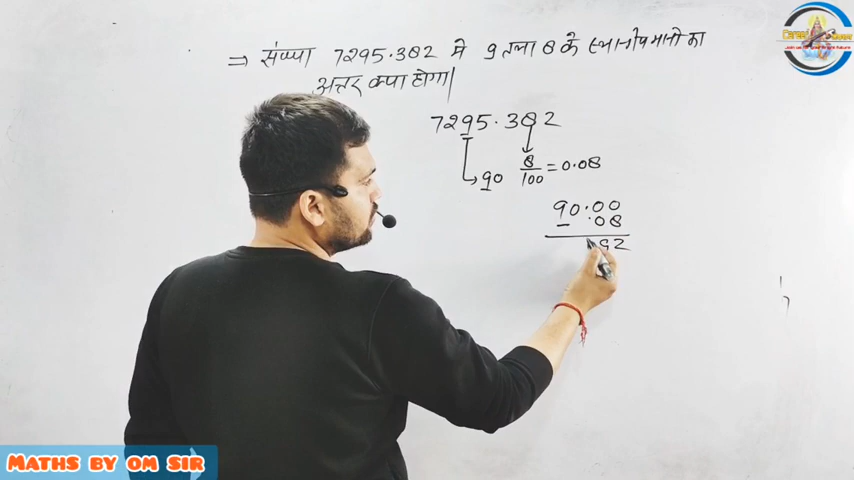 ⇒ संख्या 7295.382 मे 9 तथा 8 के स्थानीय मानो का
अन्तर क्या होगा|
7295.382
90 8/100 = 0.08
90.00
- .08
.92
MATHS BY OM SIR